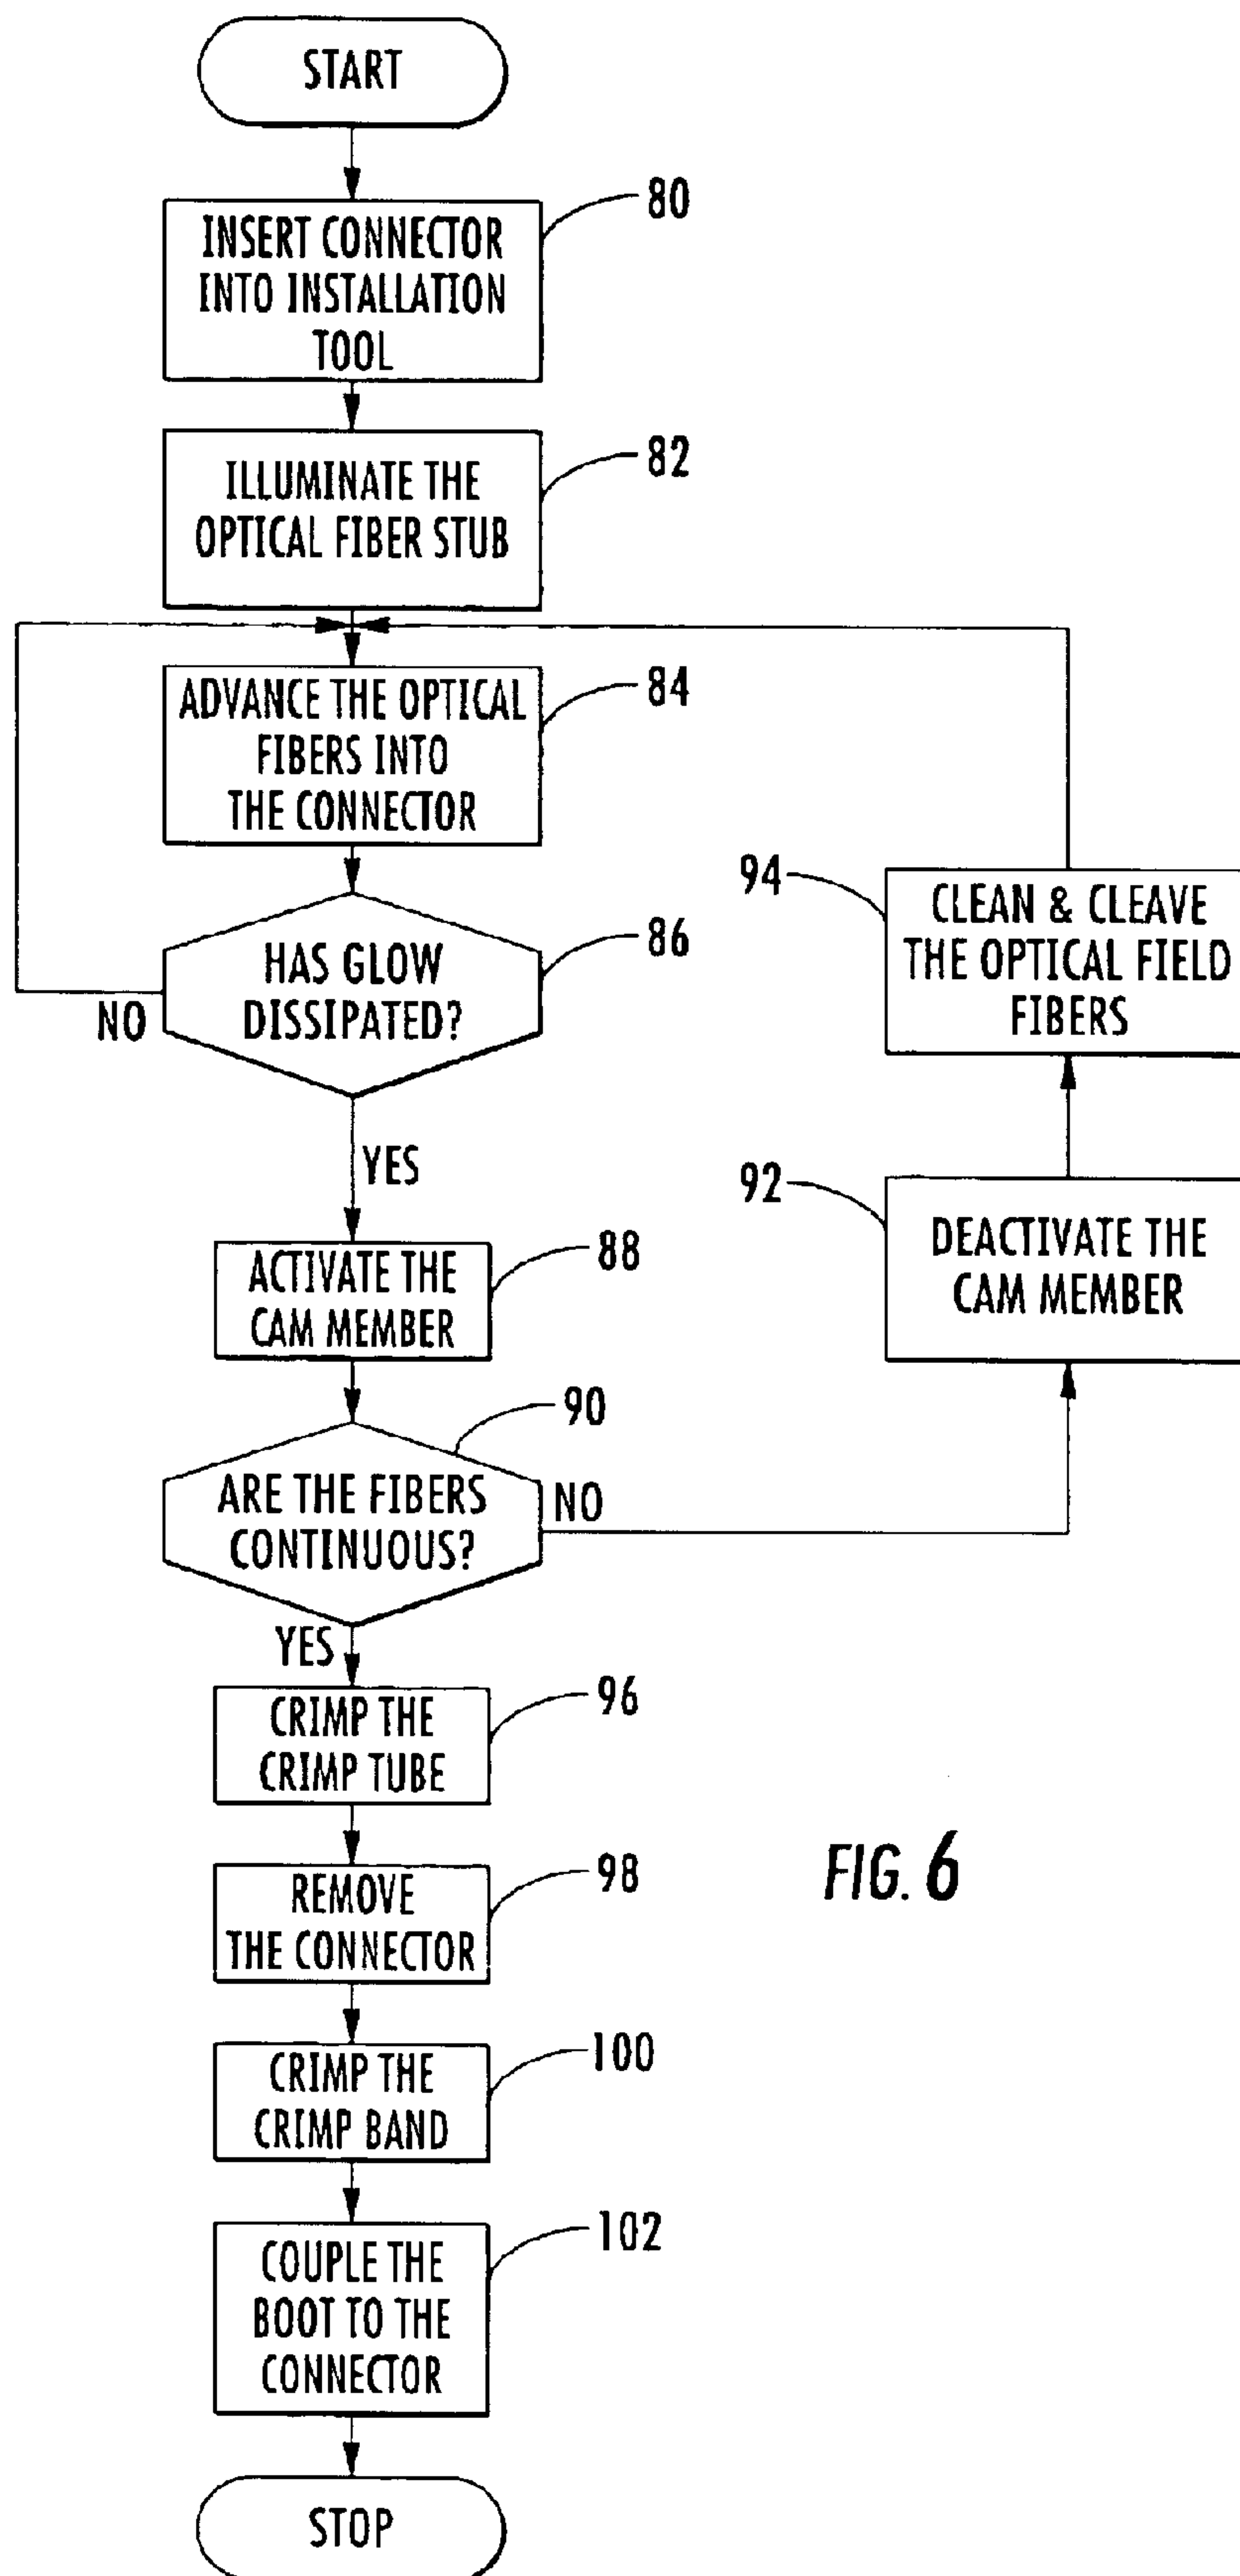 START
80
INSERT CONNECTOR
INTO INSTALLATION
TOOL
82
ILLUMINATE THE
OPTICAL FIBER STUB
84
ADVANCE THE OPTICAL
FIBERS INTO
THE CONNECTOR
86
HAS GLOW
DISSIPATED?
NO
YES
88
ACTIVATE THE
CAM MEMBER
90
ARE THE FIBERS
CONTINUOUS?
NO
92
DEACTIVATE THE
CAM MEMBER
94
CLEAN & CLEAVE
THE OPTICAL FIELD
FIBERS
YES
96
CRIMP THE
CRIMP TUBE
98
REMOVE
THE CONNECTOR
100
CRIMP THE
CRIMP BAND
102
COUPLE THE
BOOT TO THE
CONNECTOR
STOP
FIG. 6